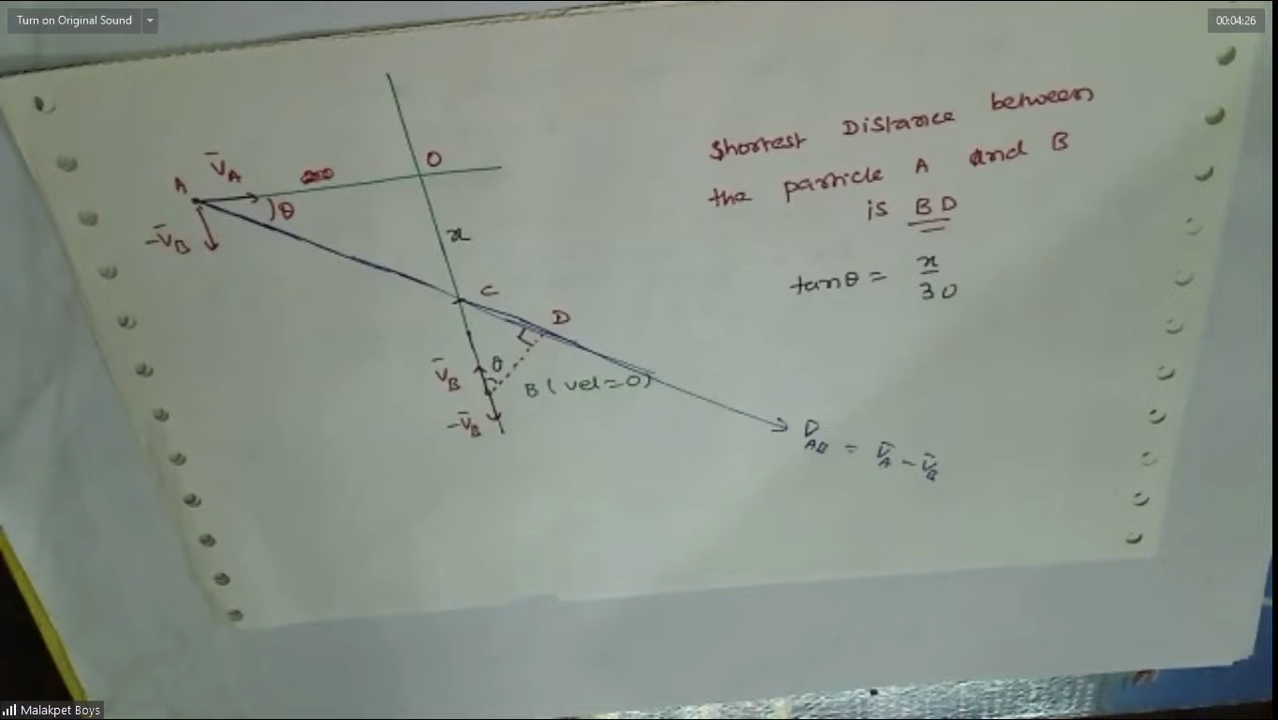 Turn on Original Sound
00:04:26
Shortest Distance between
the particle A and B
is BD
tanθ = x/30
A
V̄A
O
θ
-V̄B
x
C
D
V̄B
θ
B (vel=0)
-V̄B
V̄AB = V̄A - V̄B
Malakpet Boys